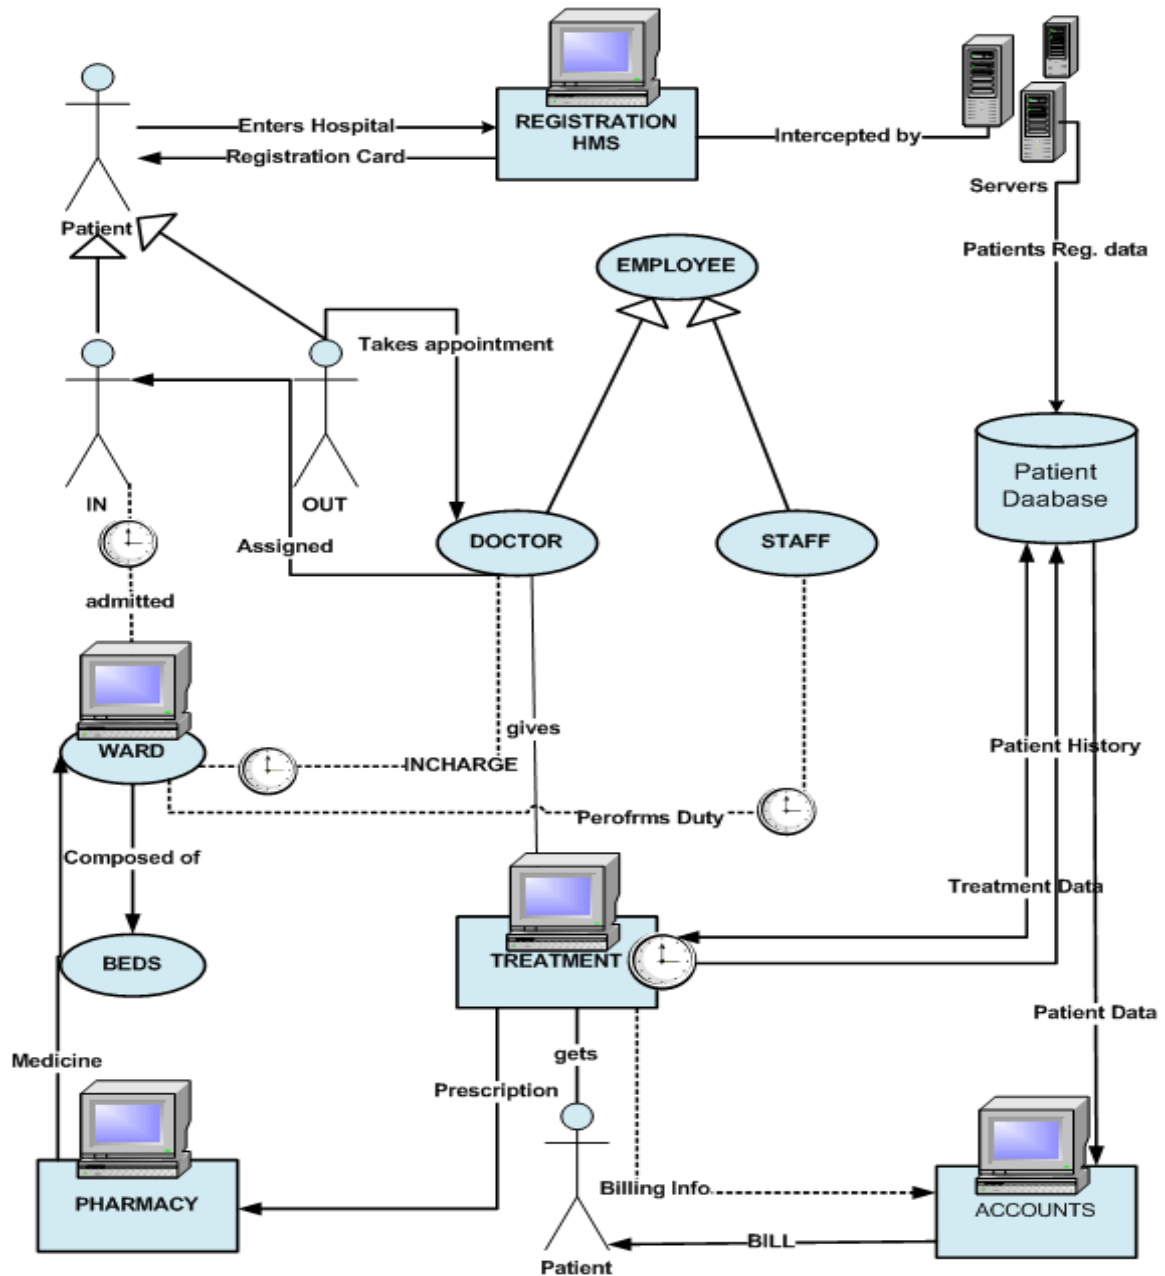 Enters Hospital
REGISTRATION
HMS
Intercepted by
Registration Card
Servers
Patient
Patients Reg. data
EMPLOYEE
Takes appointment
Patient
Daabase
IN
OUT
DOCTOR
STAFF
Assigned
admitted
gives
Patient History
WARD
INCHARGE
Perofrms Duty
Composed of
Treatment Data
BEDS
TREATMENT
Patient Data
gets
Medicine
Prescription
Billing Info
PHARMACY
ACCOUNTS
BILL
Patient